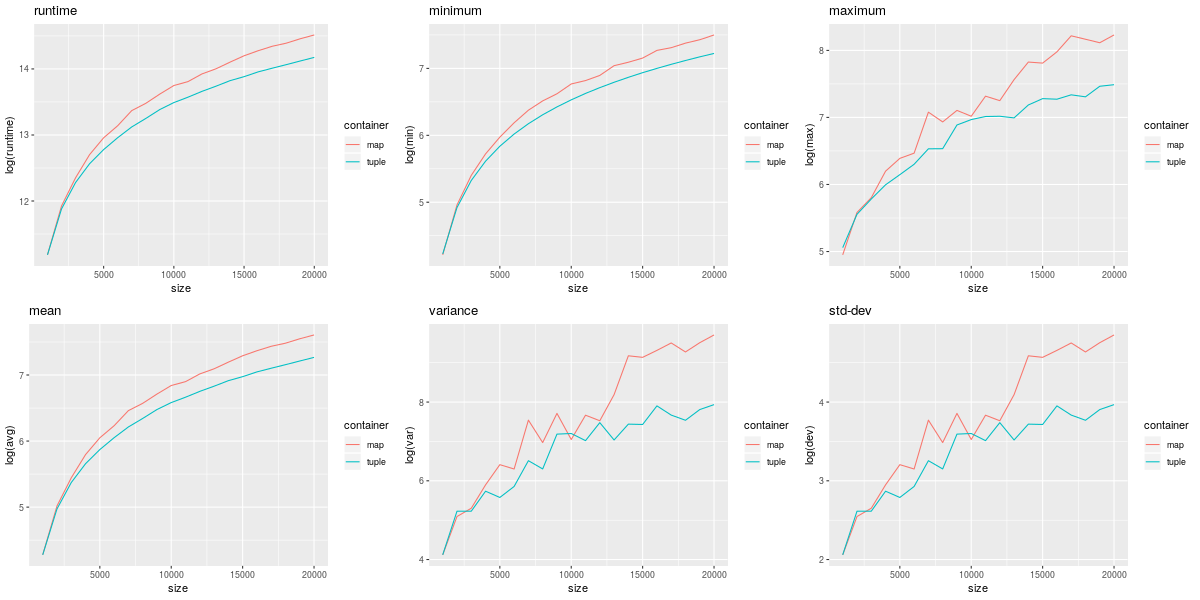 runtime
log(runtime)
14
13
12
5000
10000
15000
20000
size
container
map
tuple
minimum
log(min)
7
6
5
5000
10000
15000
20000
size
container
map
tuple
maximum
log(max)
8
7
6
5
5000
10000
15000
20000
size
container
map
tuple
mean
log(avg)
7
6
5
5000
10000
15000
20000
size
container
map
tuple
variance
log(var)
8
6
4
5000
10000
15000
20000
size
container
map
tuple
std-dev
log(dev)
4
3
2
5000
10000
15000
20000
size
container
map
tuple